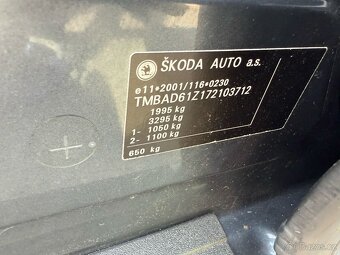 ŠKODA AUTO a.s.
e11*2001/116*0230
TMBAD61Z172103712
1995 kg
3295 kg
1- 1050 kg
2- 1100 kg
650 kg